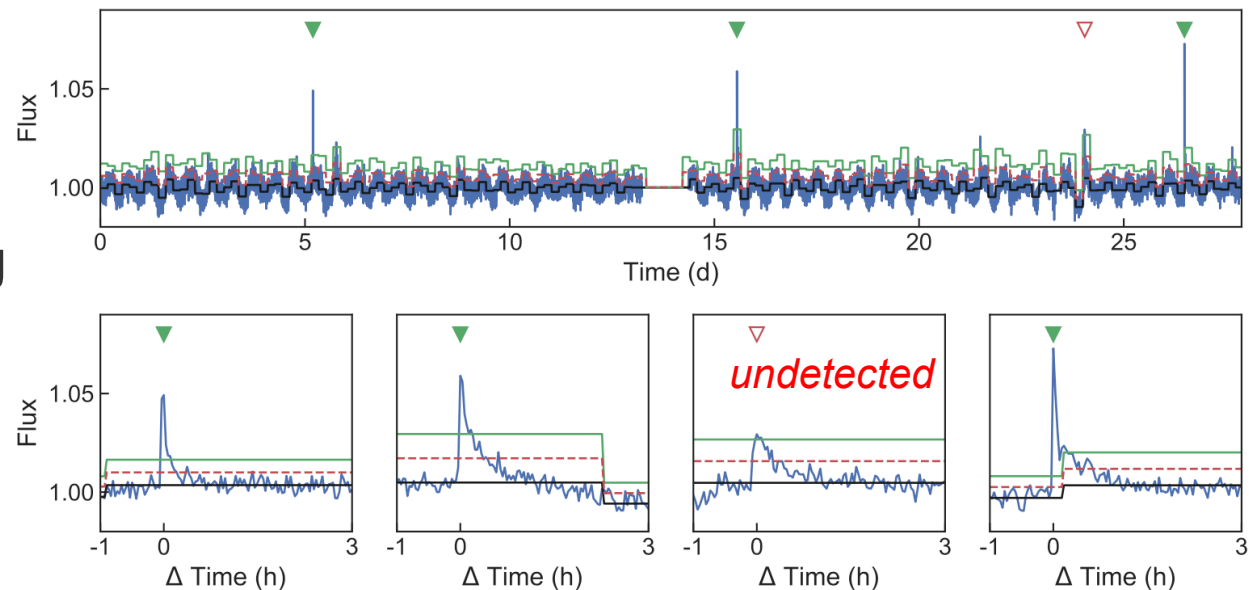 Flux
1.05
1.00
0 5 10 15 20 25
Time (d)
undetected
Flux
1.05
1.00
-1 0 3 -1 0 3 -1 0 3 -1 0 3
Δ Time (h) Δ Time (h) Δ Time (h) Δ Time (h)